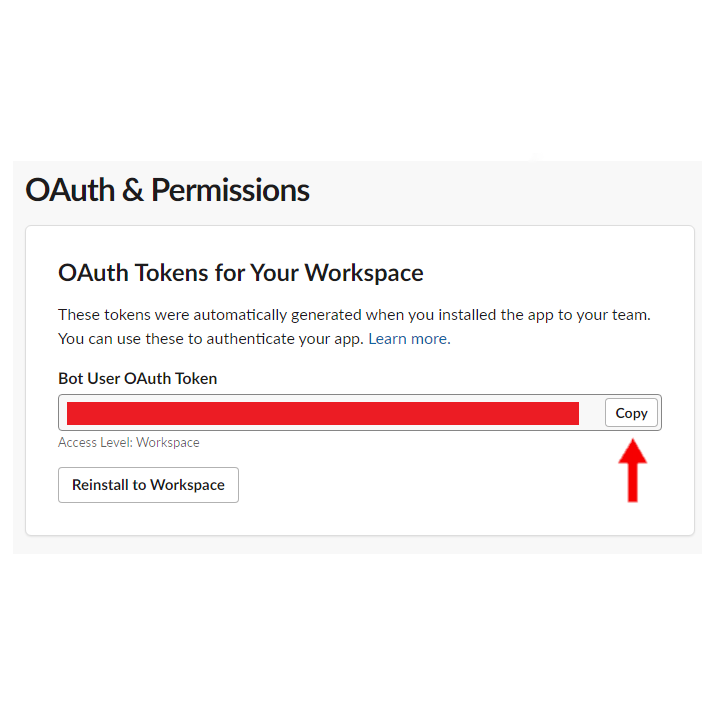 OAuth & Permissions
OAuth Tokens for Your Workspace
These tokens were automatically generated when you installed the app to your team.
You can use these to authenticate your app. Learn more.
Bot User OAuth Token
Copy
Access Level: Workspace
Reinstall to Workspace